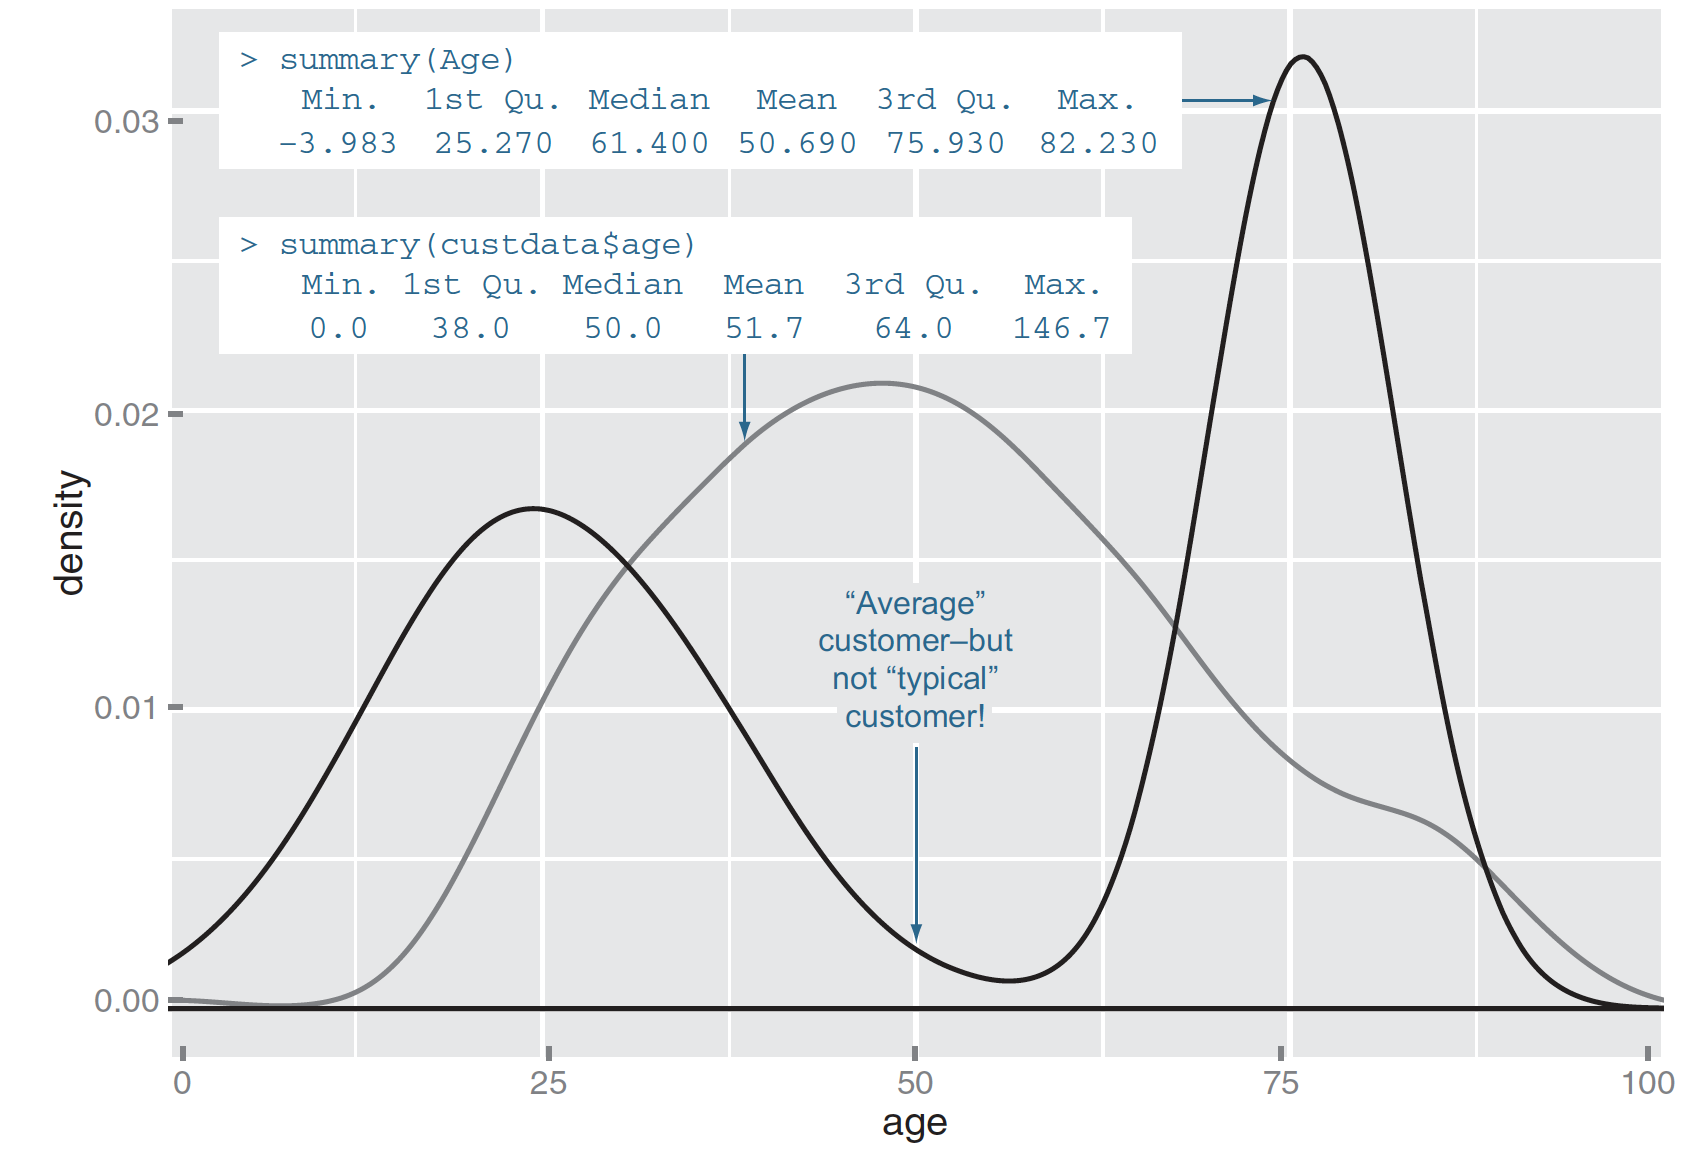 > summary(Age)
Min. 1st Qu. Median Mean 3rd Qu. Max.
−3.983 25.270 61.400 50.690 75.930 82.230
> summary(custdata$age)
Min. 1st Qu. Median Mean 3rd Qu. Max.
0.0 38.0 50.0 51.7 64.0 146.7
“Average”
customer–but
not “typical”
customer!
density
0.03
0.02
0.01
0.00
0 25 50 75 100
age